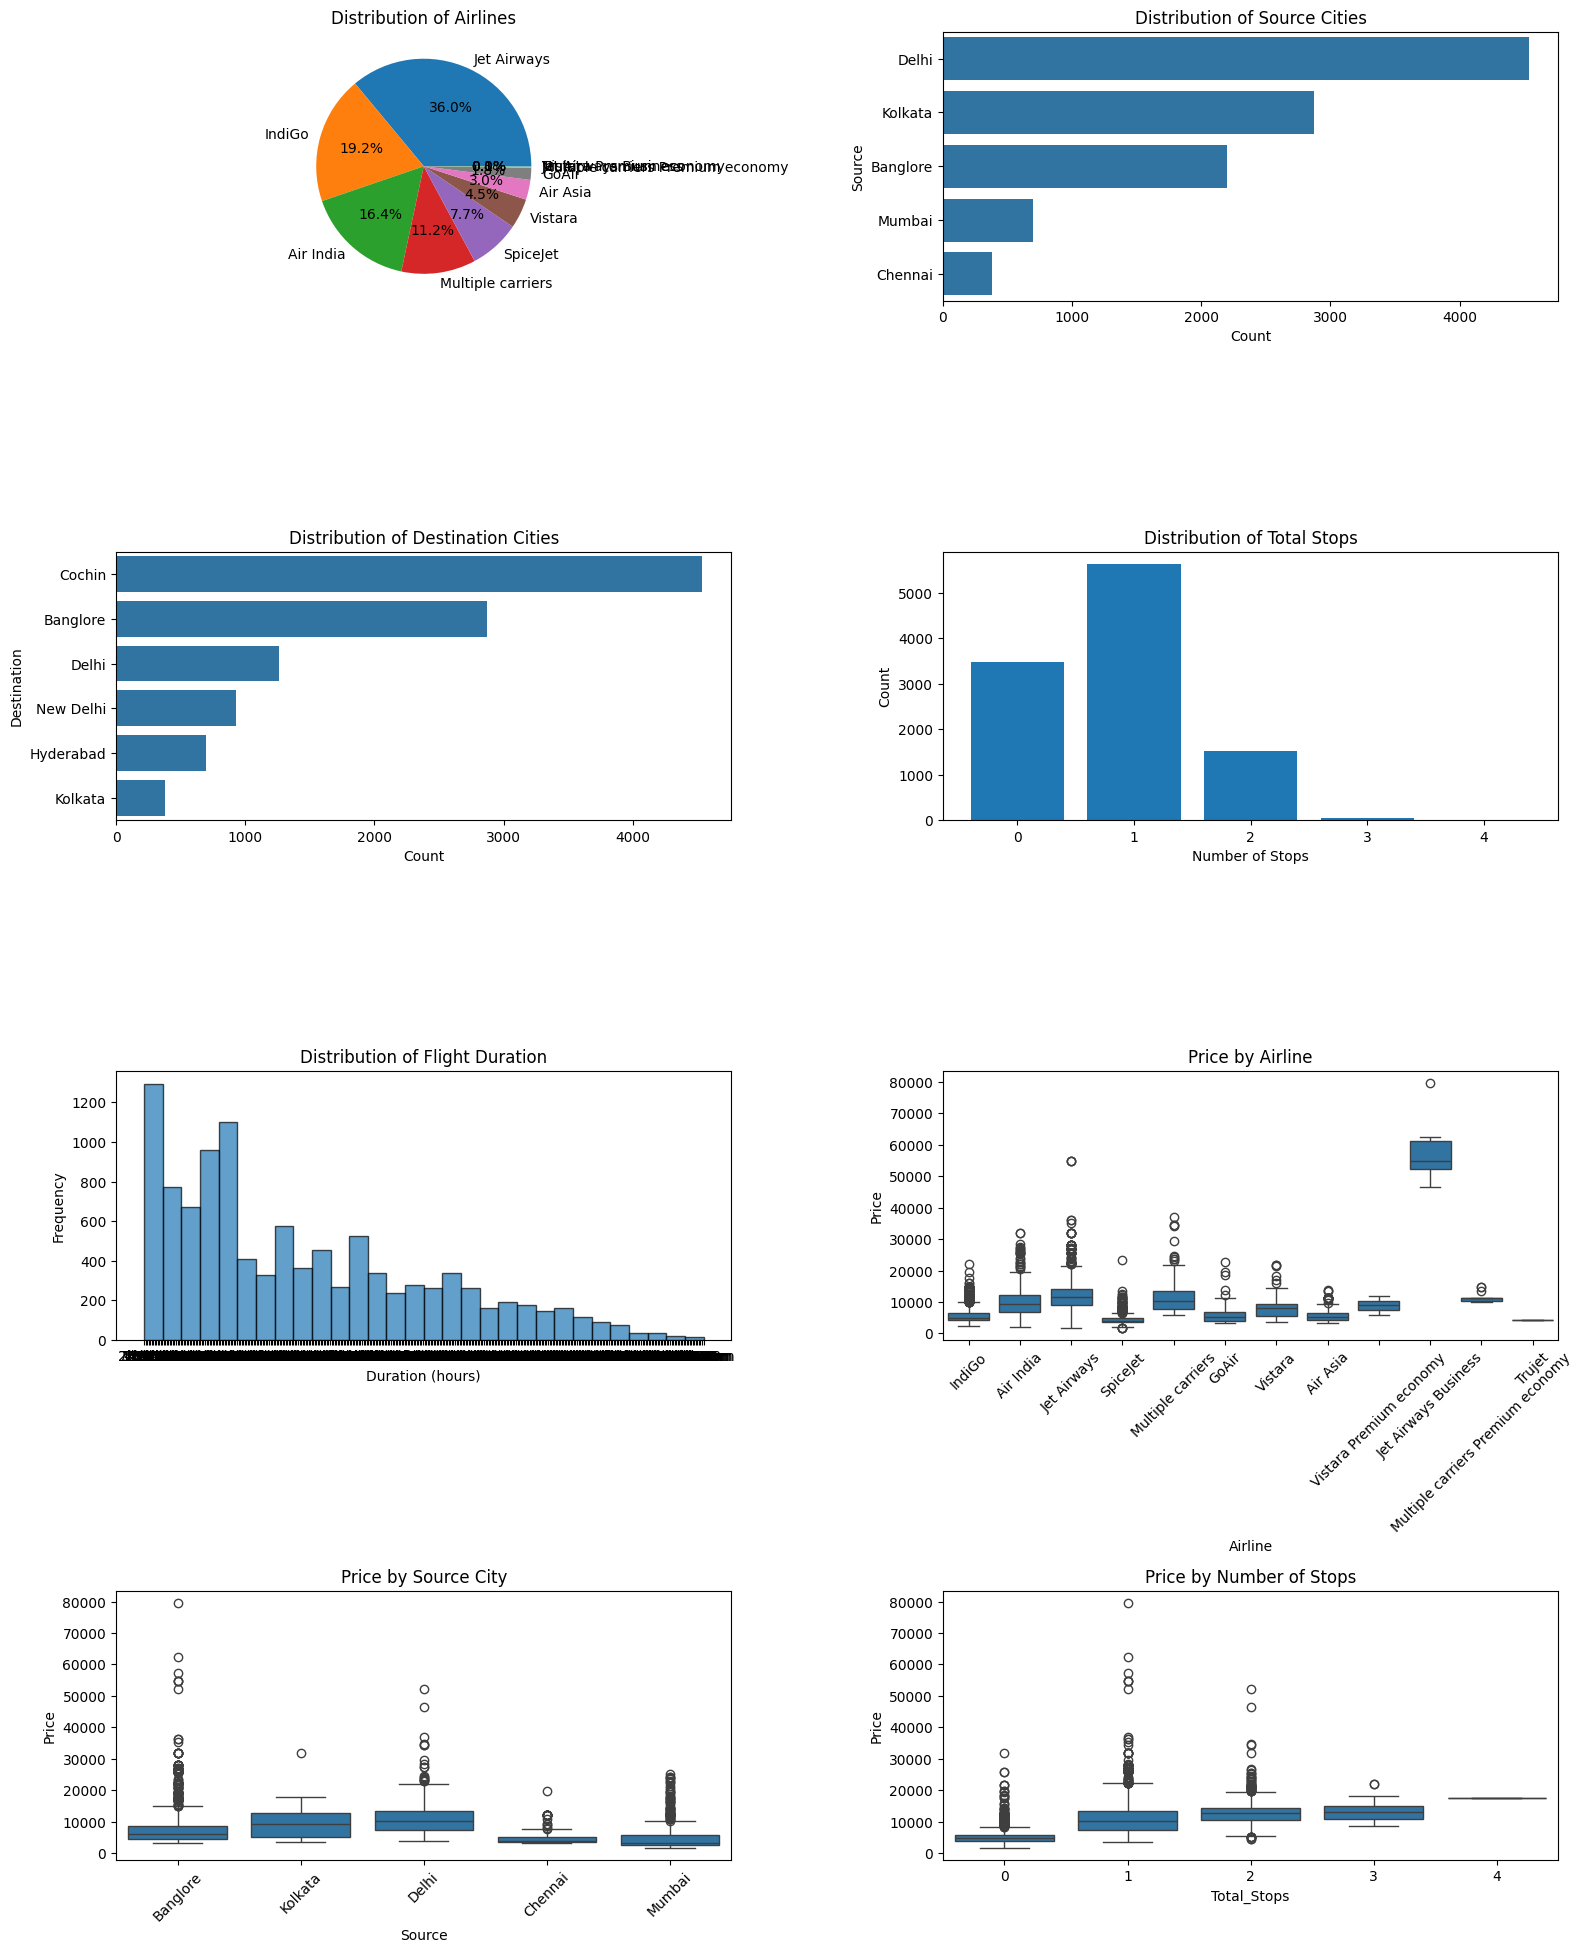 Distribution of Airlines
Jet Airways
36.0%
IndiGo
19.2%
GoAir
3.0%
Air Asia
4.5%
Vistara
16.4%
7.7%
11.2%
Air India
SpiceJet
Multiple carriers
Distribution of Source Cities
Source
Delhi
Kolkata
Banglore
Mumbai
Chennai
0 1000 2000 3000 4000
Count
Distribution of Destination Cities
Destination
Cochin
Banglore
Delhi
New Delhi
Hyderabad
Kolkata
0 1000 2000 3000 4000
Count
Distribution of Total Stops
Count
5000
4000
3000
2000
1000
0
0 1 2 3 4
Number of Stops
Distribution of Flight Duration
Frequency
1200
1000
800
600
400
200
0
Duration (hours)
Price by Airline
Price
80000
70000
60000
50000
40000
30000
20000
10000
0
IndiGo
Air India
Jet Airways
SpiceJet
Multiple carriers
GoAir
Vistara
Air Asia
Vistara Premium economy
Jet Airways Business
Multiple carriers Premium economy
Trujet
Airline
Price by Source City
Price
80000
70000
60000
50000
40000
30000
20000
10000
0
Banglore
Kolkata
Delhi
Chennai
Mumbai
Source
Price by Number of Stops
Price
80000
70000
60000
50000
40000
30000
20000
10000
0
0 1 2 3 4
Total_Stops